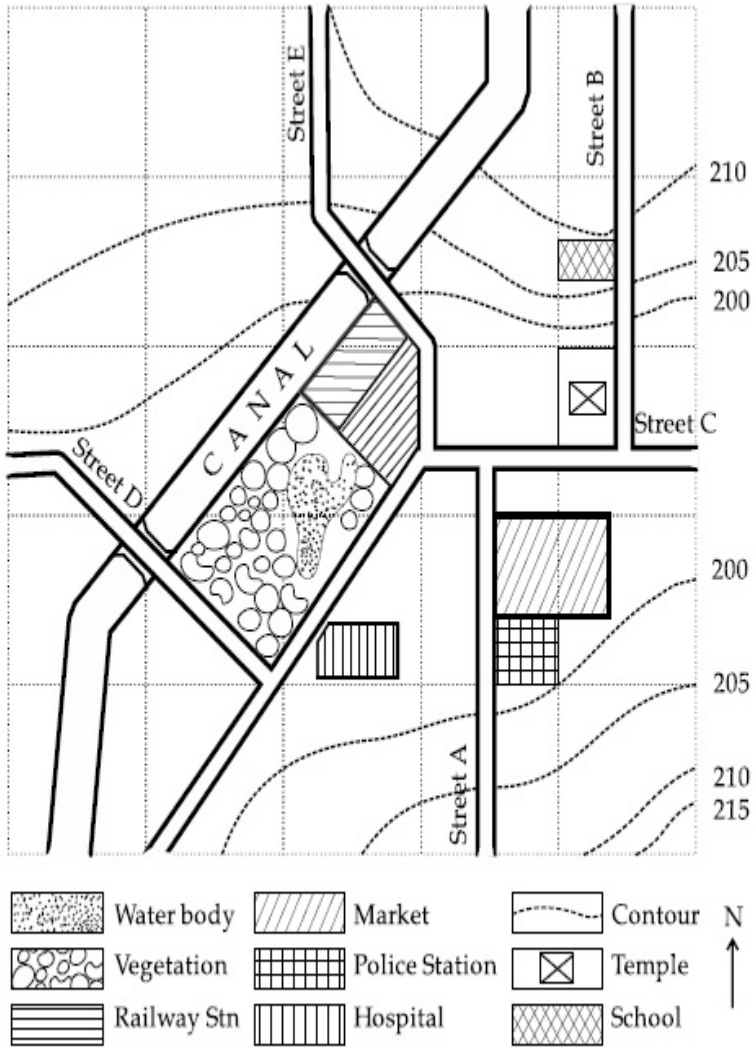 Street E
Street B
210
205
200
CANAL
Street C
Street D
200
205
Street A
210
215
Water body
Market
Contour
N
Vegetation
Police Station
Temple
Railway Stn
Hospital
School